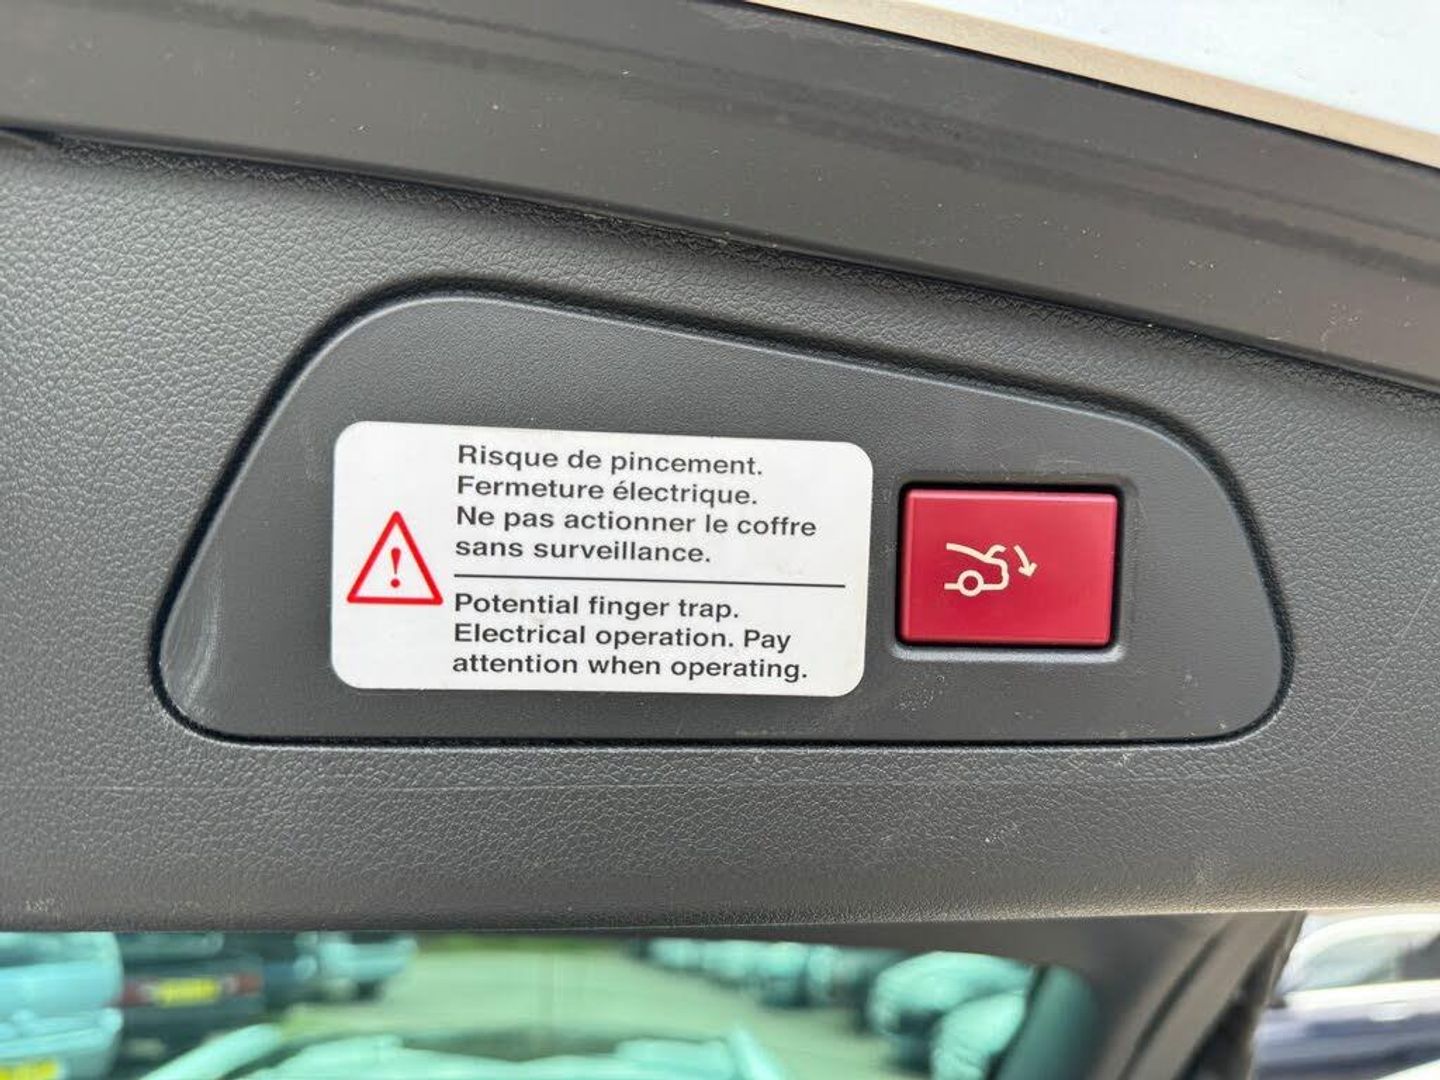 Risque de pincement.
Fermeture électrique.
Ne pas actionner le coffre
sans surveillance.
Potential finger trap.
Electrical operation. Pay
attention when operating.